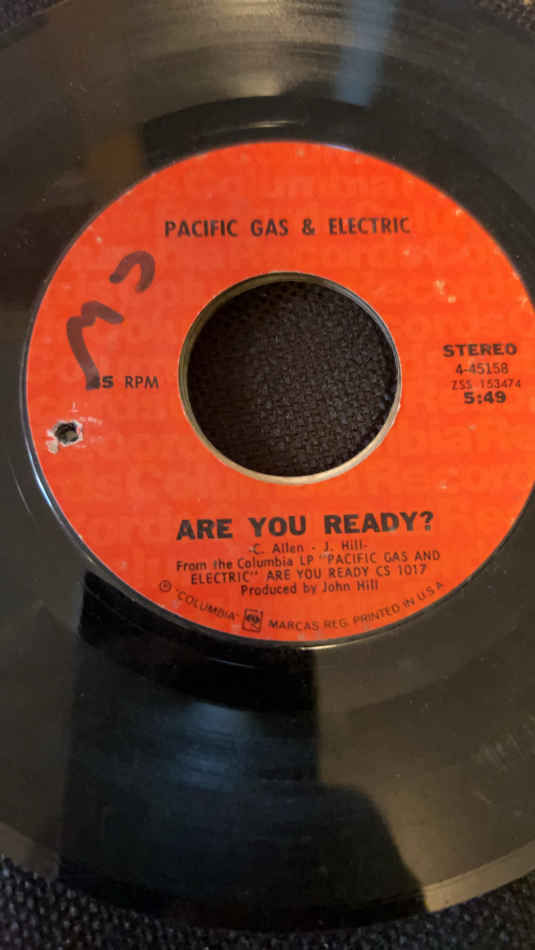 PACIFIC GAS & ELECTRIC
45 RPM
STEREO
4-45158
ZSS 153474
5:49
ARE YOU READY?
-C. Allen - J. Hill-
From the Columbia LP "PACIFIC GAS AND
ELECTRIC" ARE YOU READY CS 1017
Produced by John Hill
℗ "COLUMBIA" MARCAS REG. PRINTED IN U.S.A.